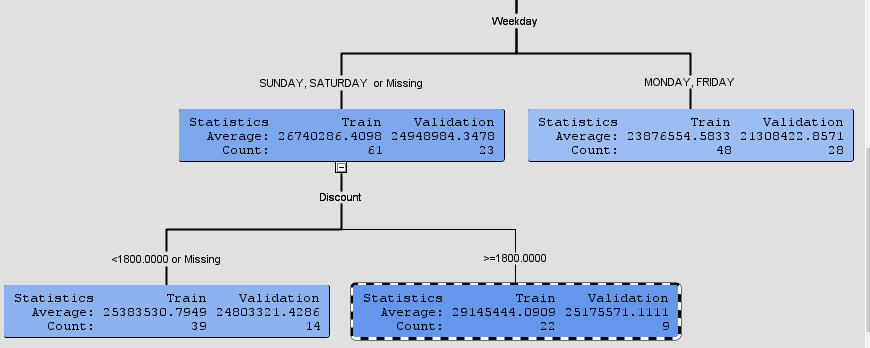 Weekday
SUNDAY, SATURDAY or Missing
MONDAY, FRIDAY
Statistics Train Validation
Average: 26740286.4098 24948984.3478
Count: 61 23
Statistics Train Validation
Average: 23876554.5833 21308422.8571
Count: 48 28
Discount
<1800.0000 or Missing
>=1800.0000
Statistics Train Validation
Average: 25383530.7949 24803321.4286
Count: 39 14
Statistics Train Validation
Average: 29145444.0909 25175571.1111
Count: 22 9